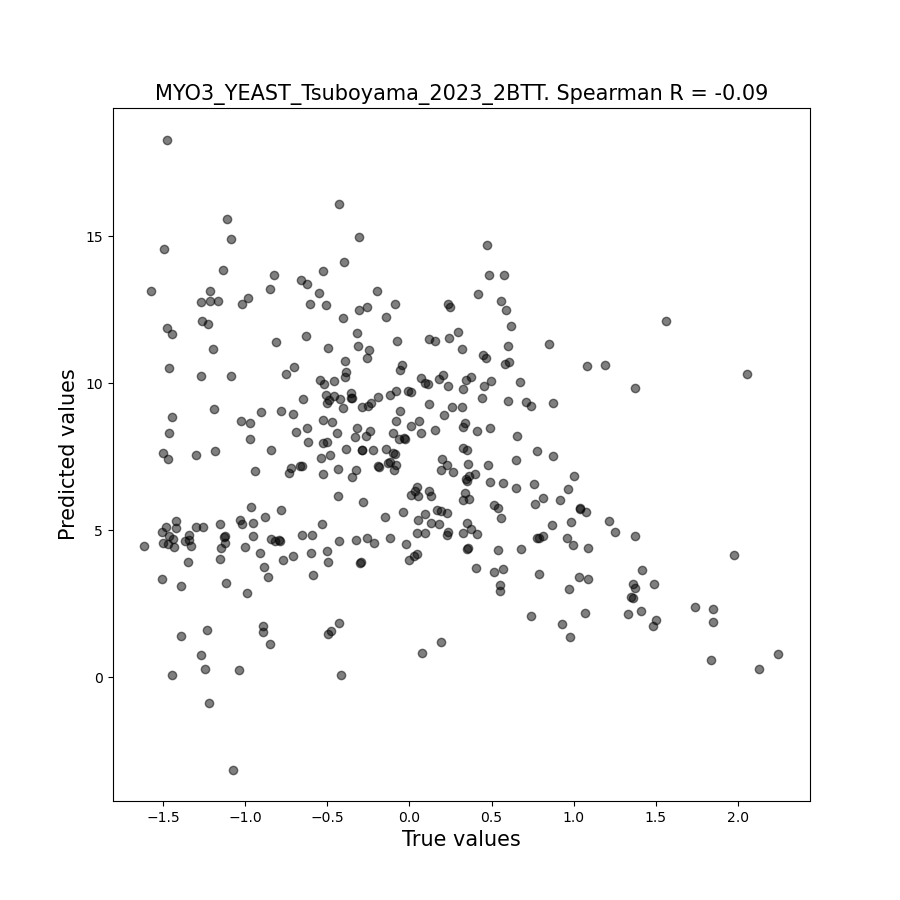 MYO3_YEAST_Tsuboyama_2023_2BTT. Spearman R = -0.09
15
10
5
0
Predicted values
−1.5 −1.0 −0.5 0.0 0.5 1.0 1.5 2.0
True values